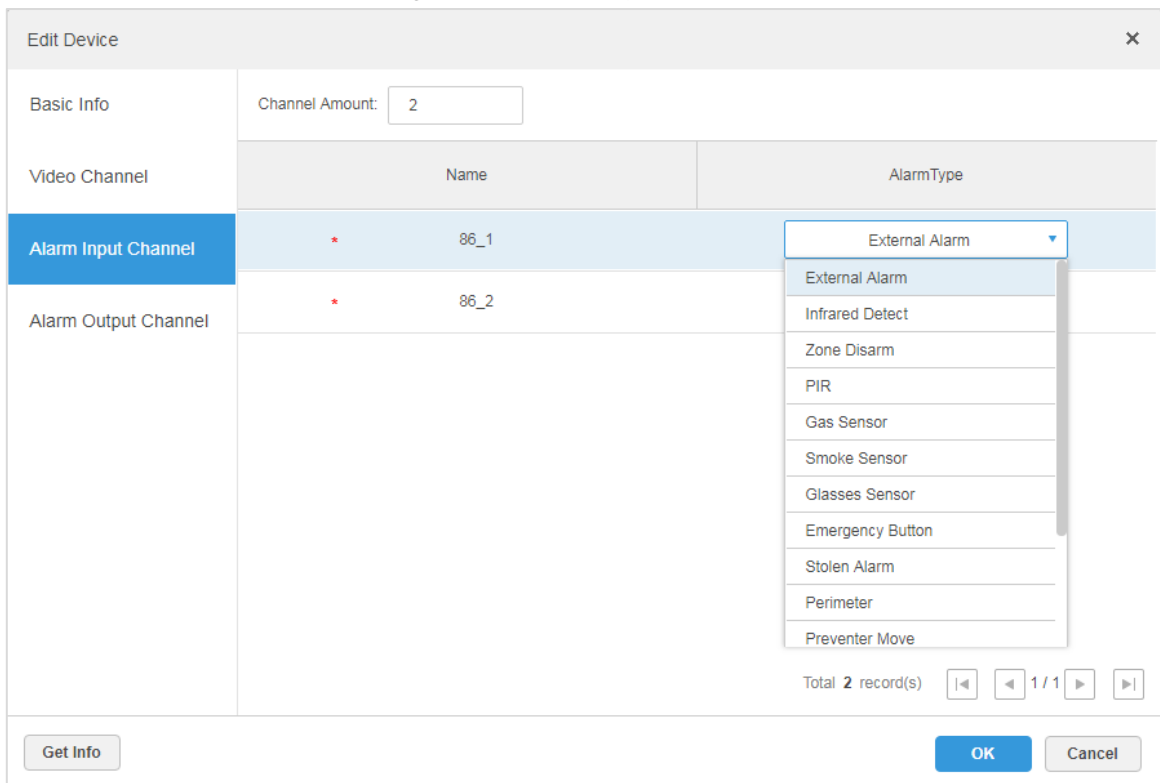 Edit Device ×
Basic Info
Channel Amount: 2
Video Channel
Name AlarmType
Alarm Input Channel
* 86_1 External Alarm
External Alarm
* 86_2
Infrared Detect
Alarm Output Channel
Zone Disarm
PIR
Gas Sensor
Smoke Sensor
Glasses Sensor
Emergency Button
Stolen Alarm
Perimeter
Preventer Move
Total 2 record(s) 1 / 1
Get Info OK Cancel